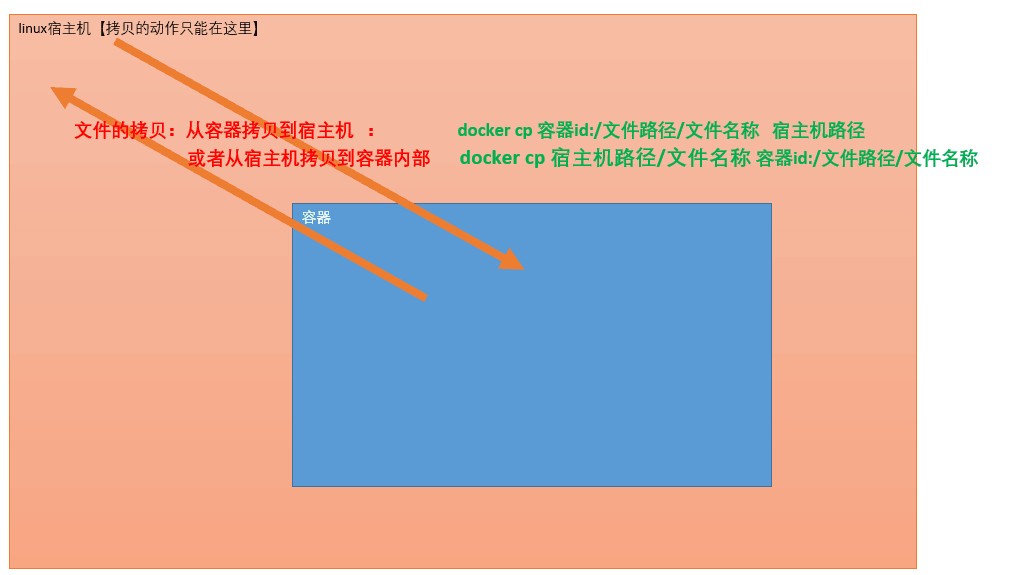 linux宿主机【拷贝的动作只能在这里】
文件的拷贝：从容器拷贝到宿主机 ： docker cp 容器id:/文件路径/文件名称 宿主机路径
或者从宿主机拷贝到容器内部 docker cp 宿主机路径/文件名称 容器id:/文件路径/文件名称
容器